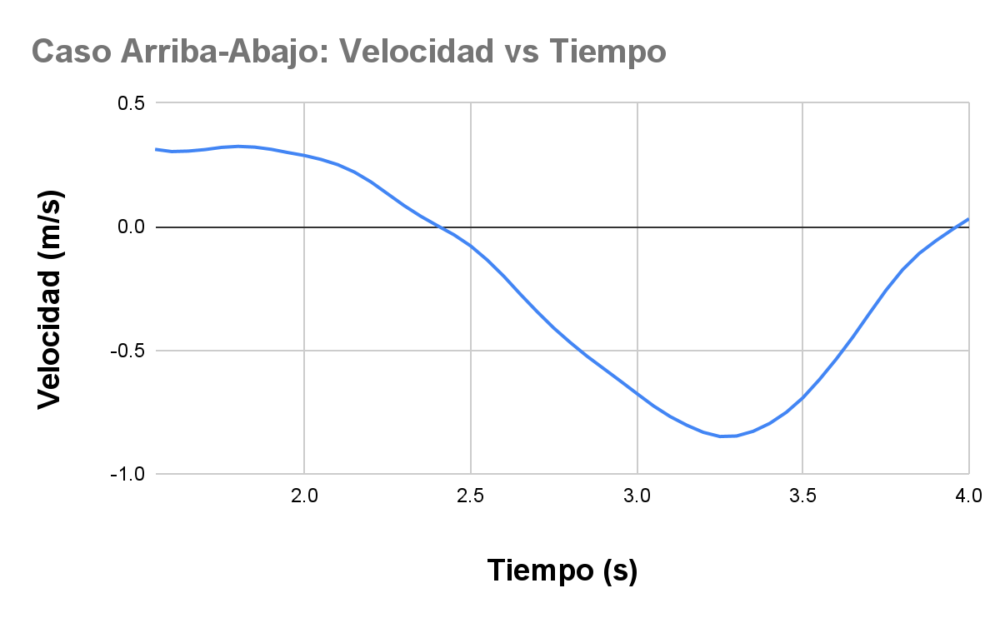 Caso Arriba-Abajo: Velocidad vs Tiempo
0.5
0.0
-0.5
-1.0
Velocidad (m/s)
2.0 2.5 3.0 3.5 4.0
Tiempo (s)